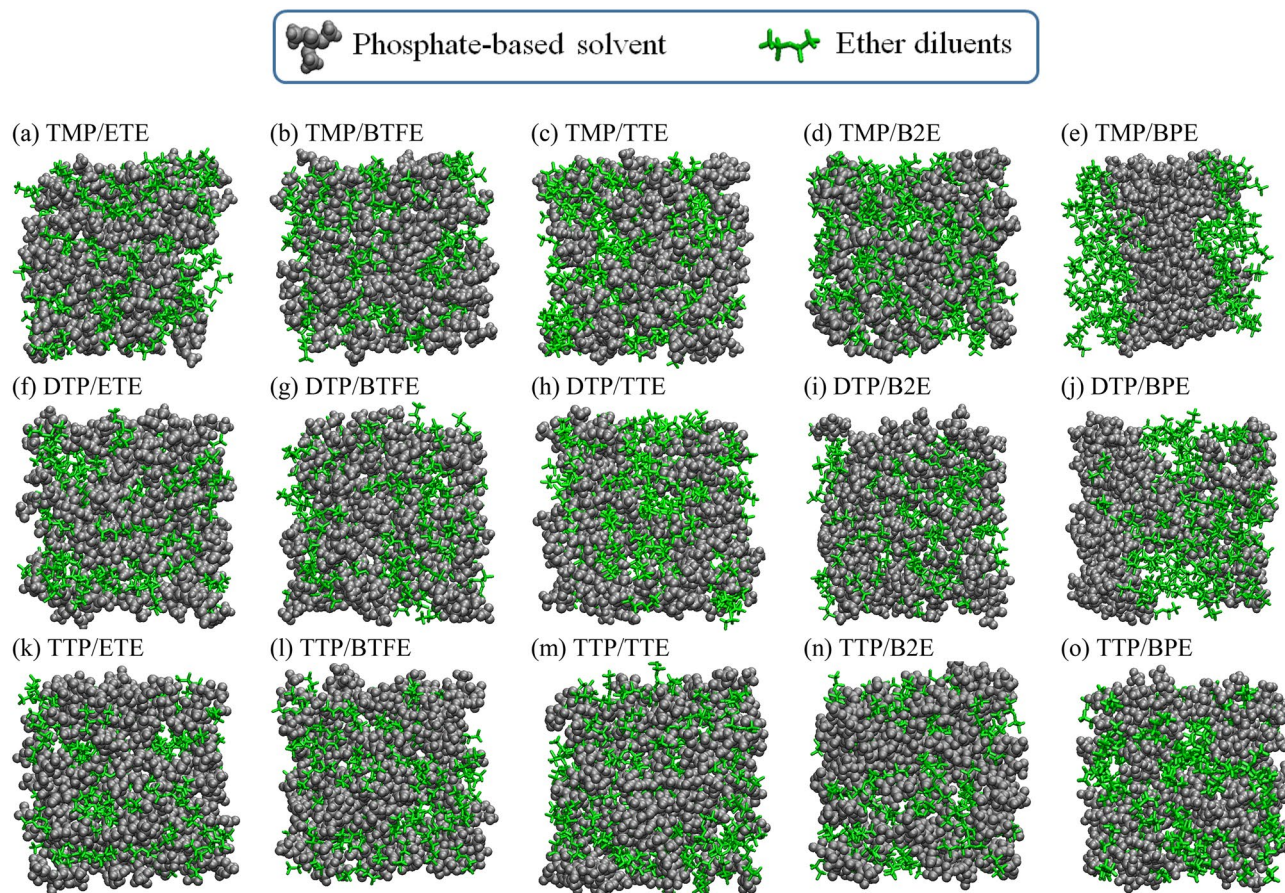 Phosphate-based solvent Ether diluents
(a) TMP/ETE (b) TMP/BTFE (c) TMP/TTE (d) TMP/B2E (e) TMP/BPE
(f) DTP/ETE (g) DTP/BTFE (h) DTP/TTE (i) DTP/B2E (j) DTP/BPE
(k) TTP/ETE (l) TTP/BTFE (m) TTP/TTE (n) TTP/B2E (o) TTP/BPE